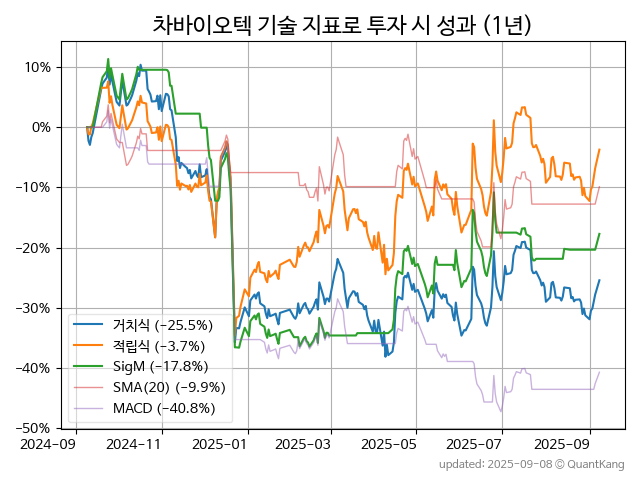 차바이오텍 기술 지표로 투자 시 성과 (1년)
10%
0%
−10%
−20%
−30%
−40%
−50%
거치식 (−25.5%)
적립식 (−3.7%)
SigM (−17.8%)
SMA(20) (−9.9%)
MACD (−40.8%)
2024-09 2024-11 2025-01 2025-03 2025-05 2025-07 2025-09
updated: 2025-09-08 © QuantKang